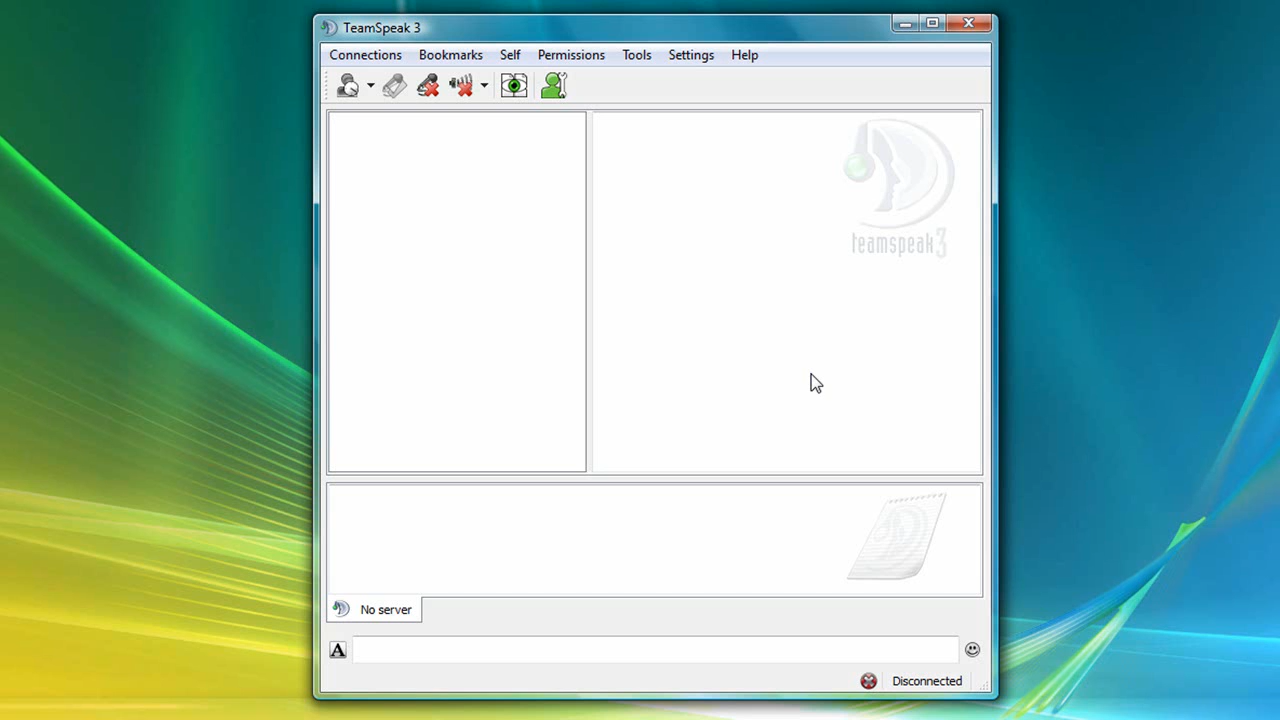 TeamSpeak 3
Connections Bookmarks Self Permissions Tools Settings Help
teamspeak3
No server
A
Disconnected